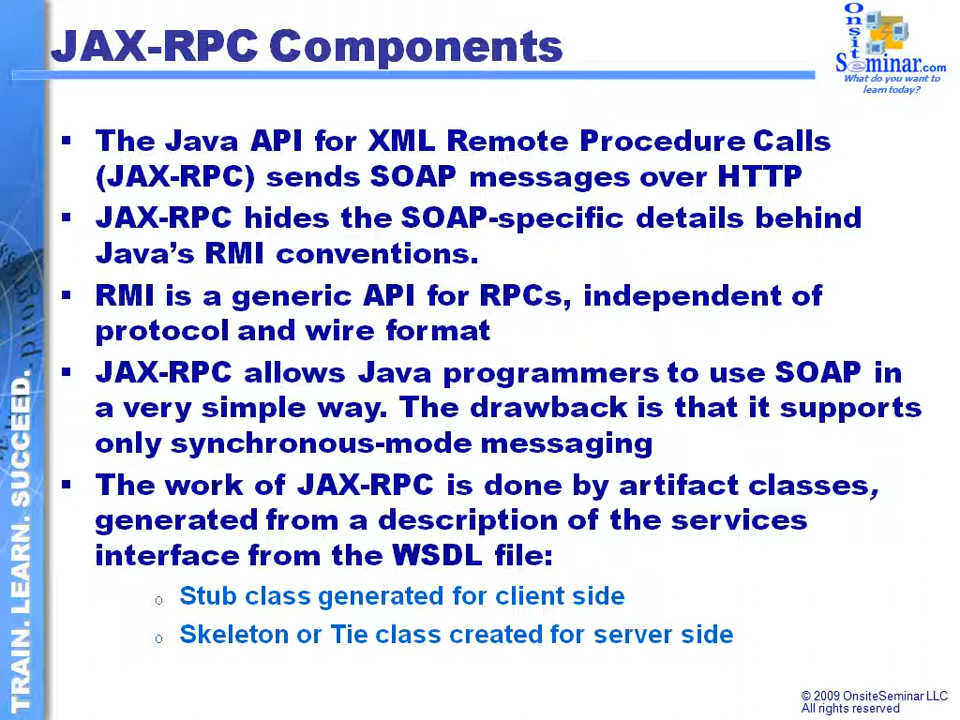 JAX-RPC Components
Onsite
Seminar.com
What do you want to
learn today?
▪ The Java API for XML Remote Procedure Calls
(JAX-RPC) sends SOAP messages over HTTP
▪ JAX-RPC hides the SOAP-specific details behind
Java’s RMI conventions.
▪ RMI is a generic API for RPCs, independent of
protocol and wire format
▪ JAX-RPC allows Java programmers to use SOAP in
a very simple way. The drawback is that it supports
only synchronous-mode messaging
▪ The work of JAX-RPC is done by artifact classes,
generated from a description of the services
interface from the WSDL file:
o Stub class generated for client side
o Skeleton or Tie class created for server side
TRAIN. LEARN. SUCCEED.
© 2009 OnsiteSeminar LLC
All rights reserved